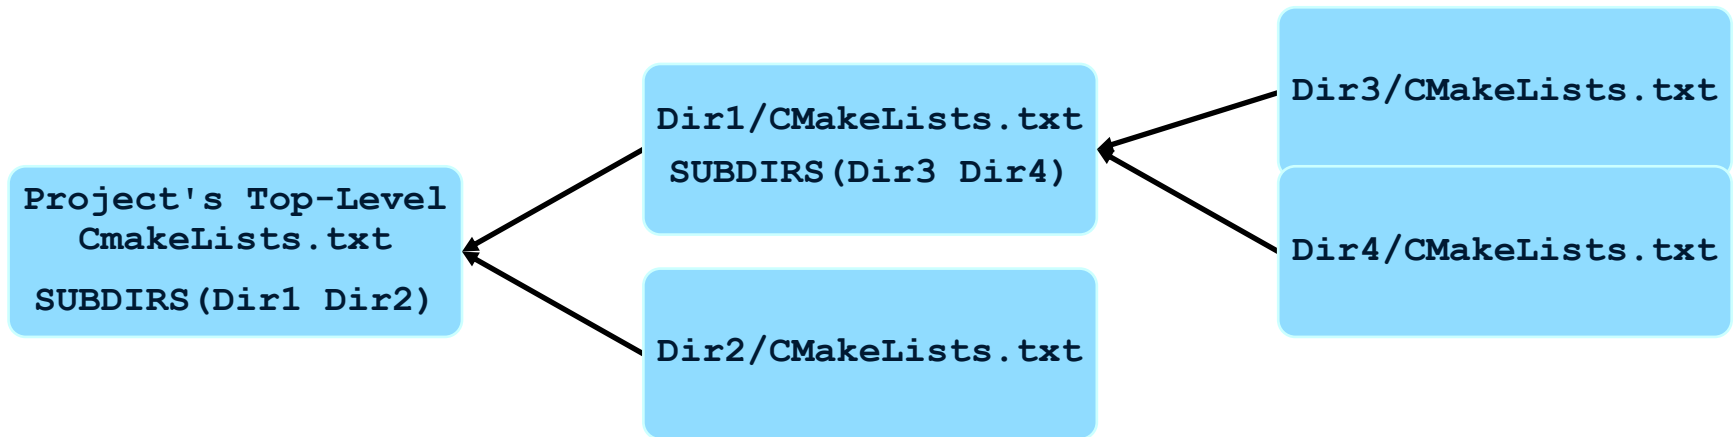 Project's Top-Level
CmakeLists.txt
SUBDIRS(Dir1 Dir2)
Dir1/CMakeLists.txt
SUBDIRS(Dir3 Dir4)
Dir2/CMakeLists.txt
Dir3/CMakeLists.txt
Dir4/CMakeLists.txt